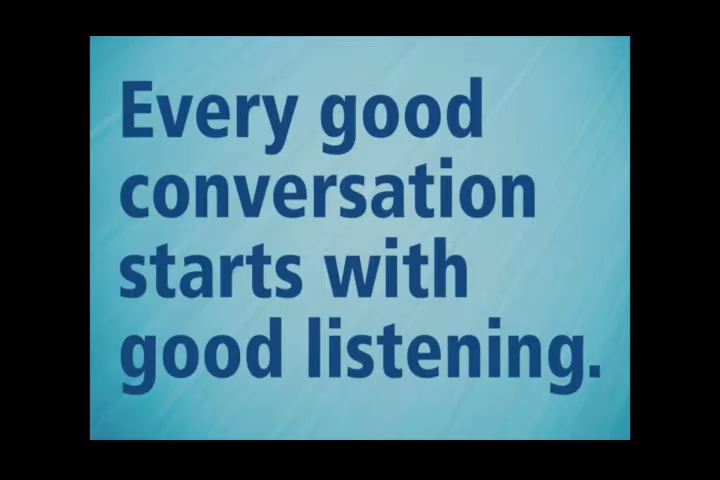 Every good
conversation
starts with
good listening.